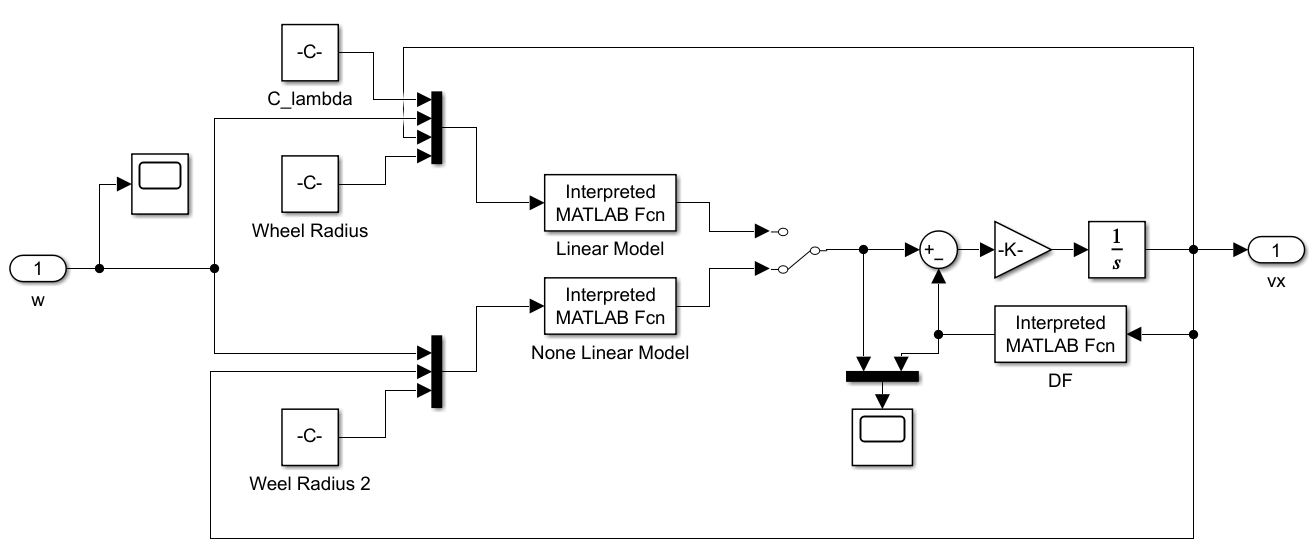 -C-
C_lambda
-C-
Wheel Radius
1
w
Interpreted
MATLAB Fcn
Linear Model
Interpreted
MATLAB Fcn
None Linear Model
-C-
Weel Radius 2
+
−
-K-
1
s
1
vx
Interpreted
MATLAB Fcn
DF